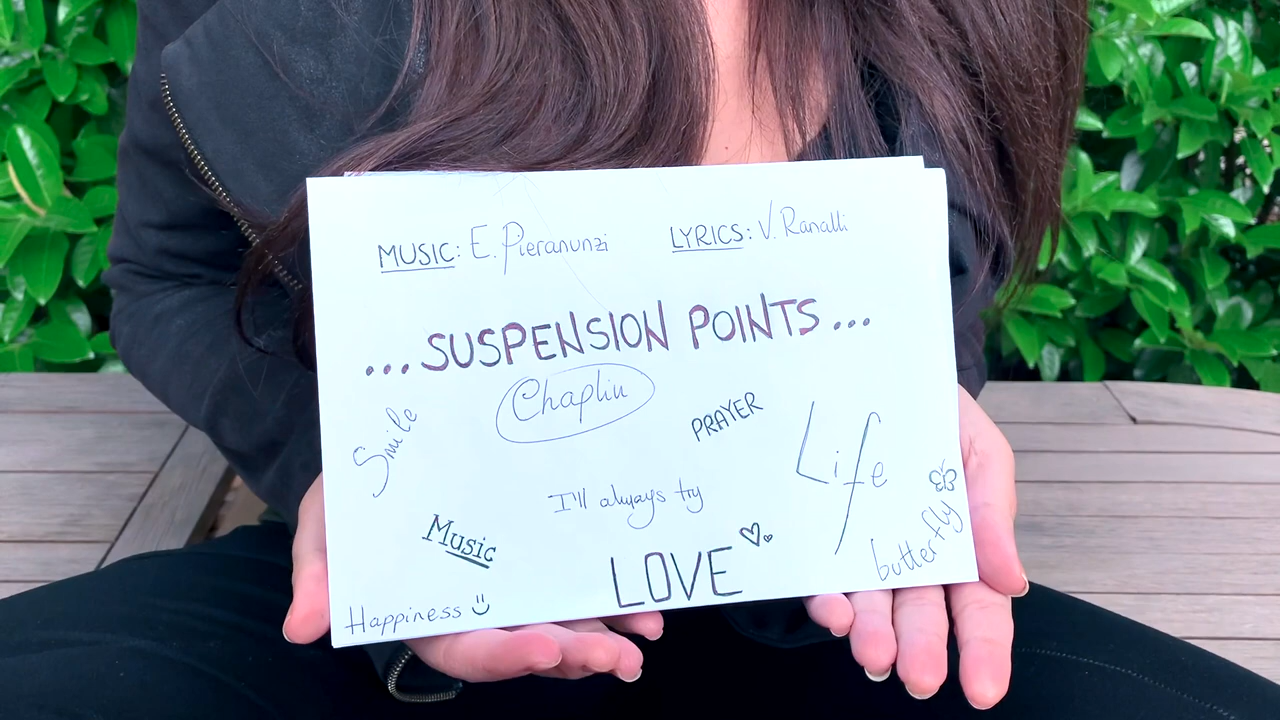 MUSIC: E. Pieranunzi
LYRICS: V. Ranalli
...SUSPENSION POINTS...
Chaplin
Smile
PRAYER
Life
I'll always try
Music
LOVE
butterfly
Happiness